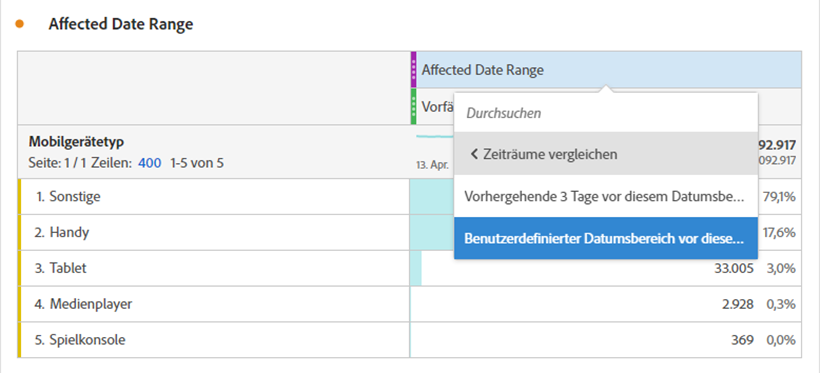 Affected Date Range
Affected Date Range
Vorfä
Durchsuchen
Zeiträume vergleichen
Vorhergehende 3 Tage vor diesem Datumsbe...
Benutzerdefinierter Datumsbereich vor diese...
Mobilgerätetyp
Seite: 1 / 1 Zeilen: 400 1-5 von 5
13. Apr.
92.917
092.917
1. Sonstige 79,1%
2. Handy 17,6%
3. Tablet 33.005 3,0%
4. Medienplayer 2.928 0,3%
5. Spielkonsole 369 0,0%